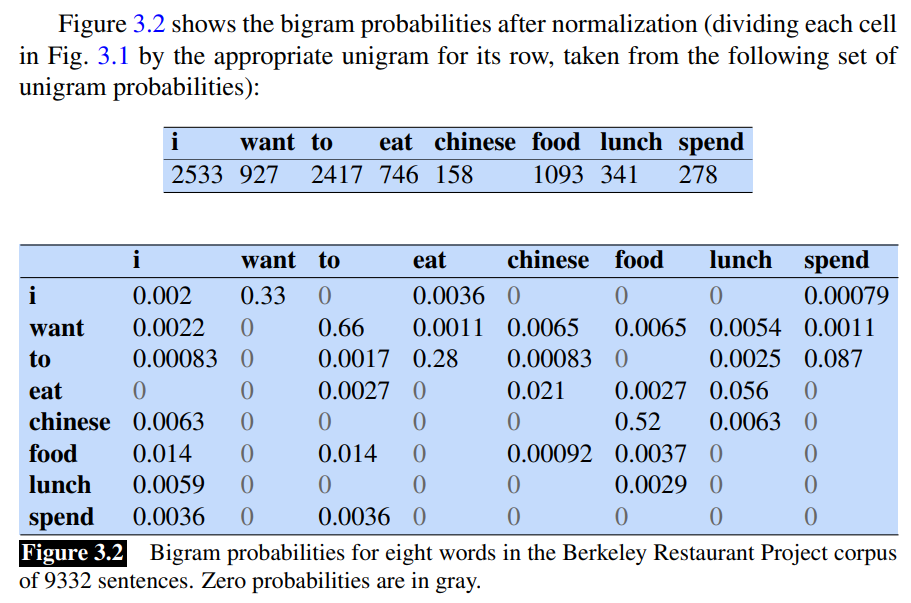 Figure 3.2 shows the bigram probabilities after normalization (dividing each cell
in Fig. 3.1 by the appropriate unigram for its row, taken from the following set of
unigram probabilities):
i want to eat chinese food lunch spend
2533 927 2417 746 158 1093 341 278
i want to eat chinese food lunch spend
i 0.002 0.33 0 0.0036 0 0 0 0.00079
want 0.0022 0 0.66 0.0011 0.0065 0.0065 0.0054 0.0011
to 0.00083 0 0.0017 0.28 0.00083 0 0.0025 0.087
eat 0 0 0.0027 0 0.021 0.0027 0.056 0
chinese 0.0063 0 0 0 0 0.52 0.0063 0
food 0.014 0 0.014 0 0.00092 0.0037 0 0
lunch 0.0059 0 0 0 0 0.0029 0 0
spend 0.0036 0 0.0036 0 0 0 0 0
Figure 3.2 Bigram probabilities for eight words in the Berkeley Restaurant Project corpus
of 9332 sentences. Zero probabilities are in gray.